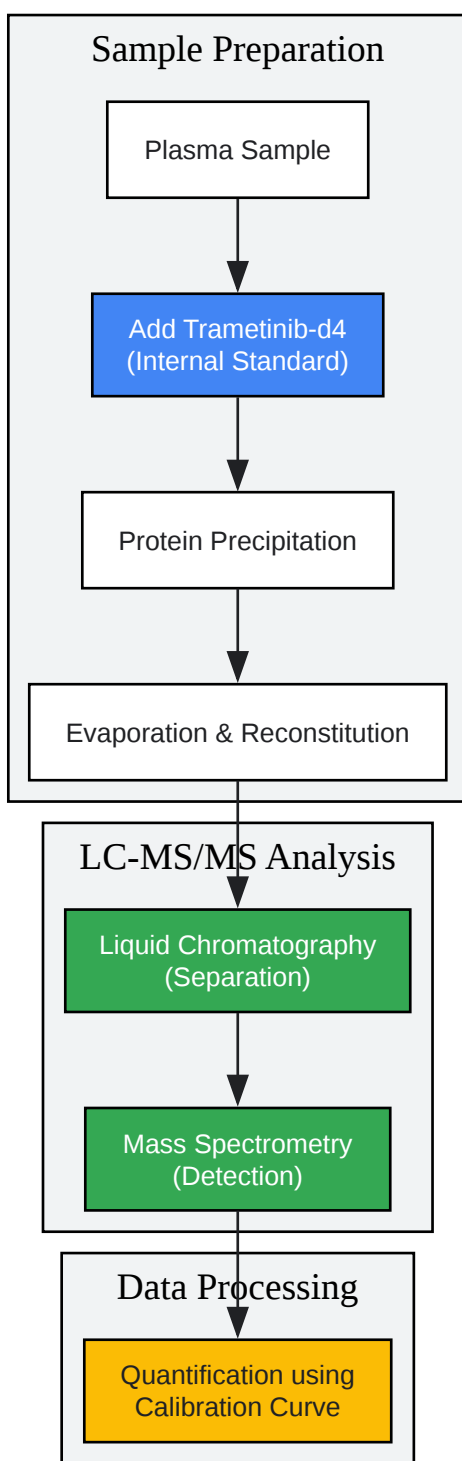 Sample Preparation
Plasma Sample
Add Trametinib-d4
(Internal Standard)
Protein Precipitation
Evaporation & Reconstitution
LC-MS/MS Analysis
Liquid Chromatography
(Separation)
Mass Spectrometry
(Detection)
Data Processing
Quantification using
Calibration Curve